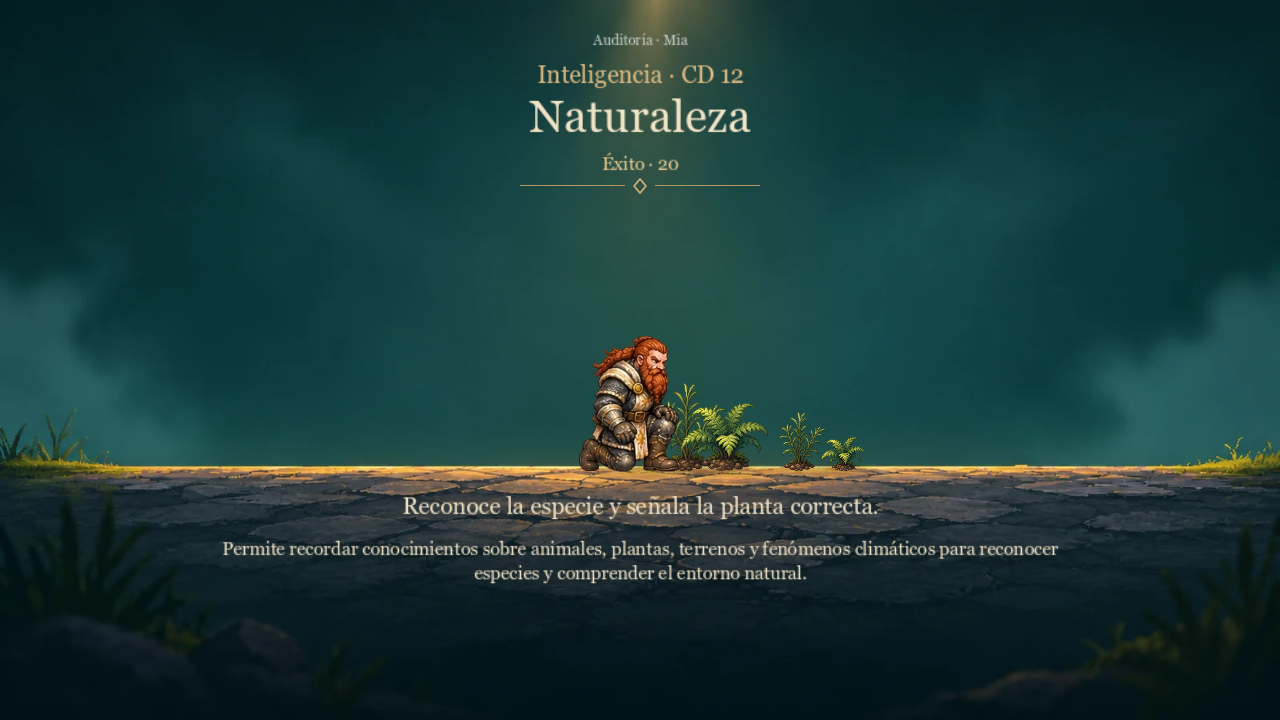 Auditoría · Mia
Inteligencia · CD 12
Naturaleza
Éxito · 20
Reconoce la especie y señala la planta correcta.
Permite recordar conocimientos sobre animales, plantas, terrenos y fenómenos climáticos para reconocer
especies y comprender el entorno natural.